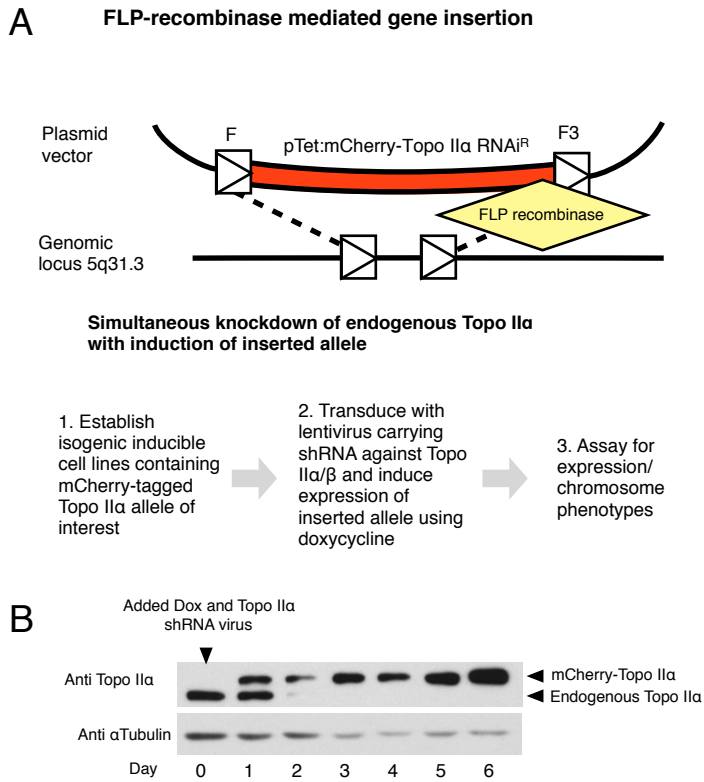 A
FLP-recombinase mediated gene insertion
Plasmid
vector
F
pTet:mCherry-Topo IIα RNAiᴿ
F3
FLP recombinase
Genomic
locus 5q31.3
Simultaneous knockdown of endogenous Topo IIα
with induction of inserted allele
1. Establish
isogenic inducible
cell lines containing
mCherry-tagged
Topo IIα allele of
interest
2. Transduce with
lentivirus carrying
shRNA against Topo
IIα/β and induce
expression of
inserted allele using
doxycycline
3. Assay for
expression/
chromosome
phenotypes
B
Added Dox and Topo IIα
shRNA virus
Anti Topo IIα
mCherry-Topo IIα
Endogenous Topo IIα
Anti αTubulin
Day 0 1 2 3 4 5 6